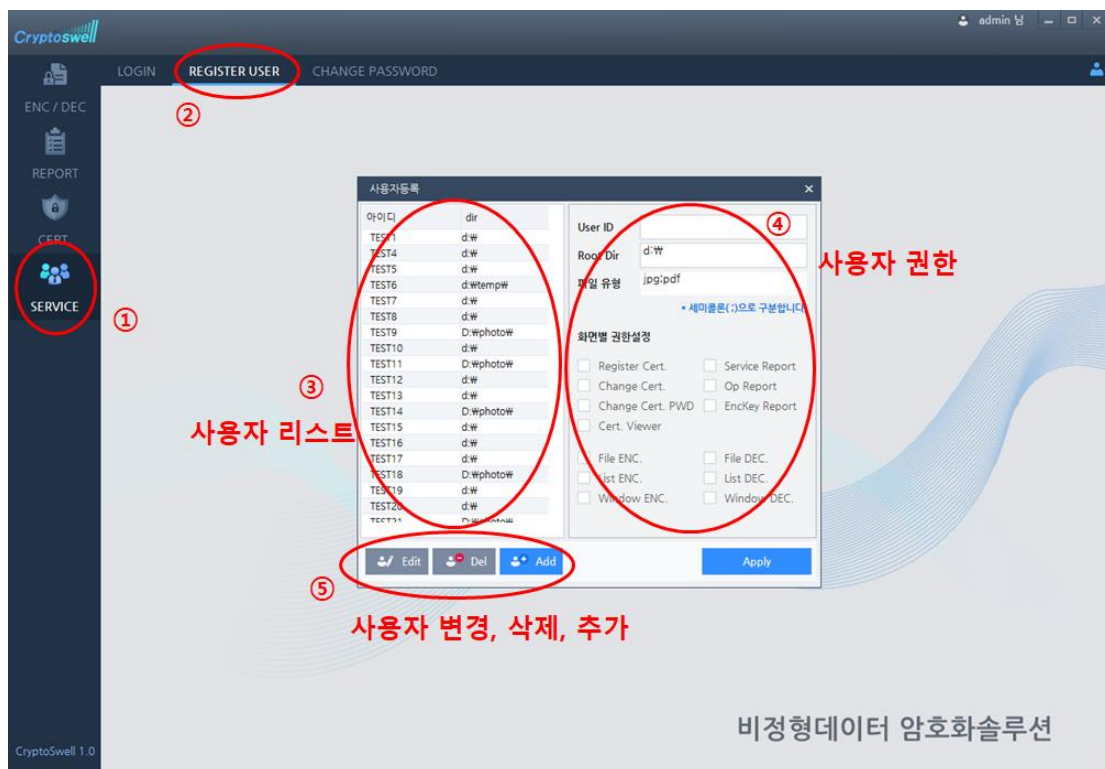 Cryptoswell
admin 님
LOGIN REGISTER USER CHANGE PASSWORD
②
ENC / DEC
REPORT
CERT
SERVICE
①
사용자등록
아이디 dir
TEST1 d:₩
TEST4 d:₩
TEST5 d:₩
TEST6 d:₩temp₩
TEST7 d:₩
TEST8 d:₩
TEST9 D:₩photo₩
TEST10 d:₩
TEST11 D:₩photo₩
TEST12 d:₩
TEST13 d:₩
TEST14 D:₩photo₩
TEST15 d:₩
TEST16 d:₩
TEST17 d:₩
TEST18 D:₩photo₩
TEST19 d:₩
TEST20 d:₩
TEST21 D:₩photo₩
③
사용자 리스트
User ID
④
Root Dir d:₩
파일 유형 jpg;pdf
* 세미콜론( ;)으로 구분합니다
사용자 권한
화면별 권한설정
Register Cert. Service Report
Change Cert. Op Report
Change Cert. PWD EncKey Report
Cert. Viewer
File ENC. File DEC.
List ENC. List DEC.
Window ENC. Window DEC.
Edit Del Add Apply
⑤
사용자 변경, 삭제, 추가
비정형데이터 암호화솔루션
CryptoSwell 1.0